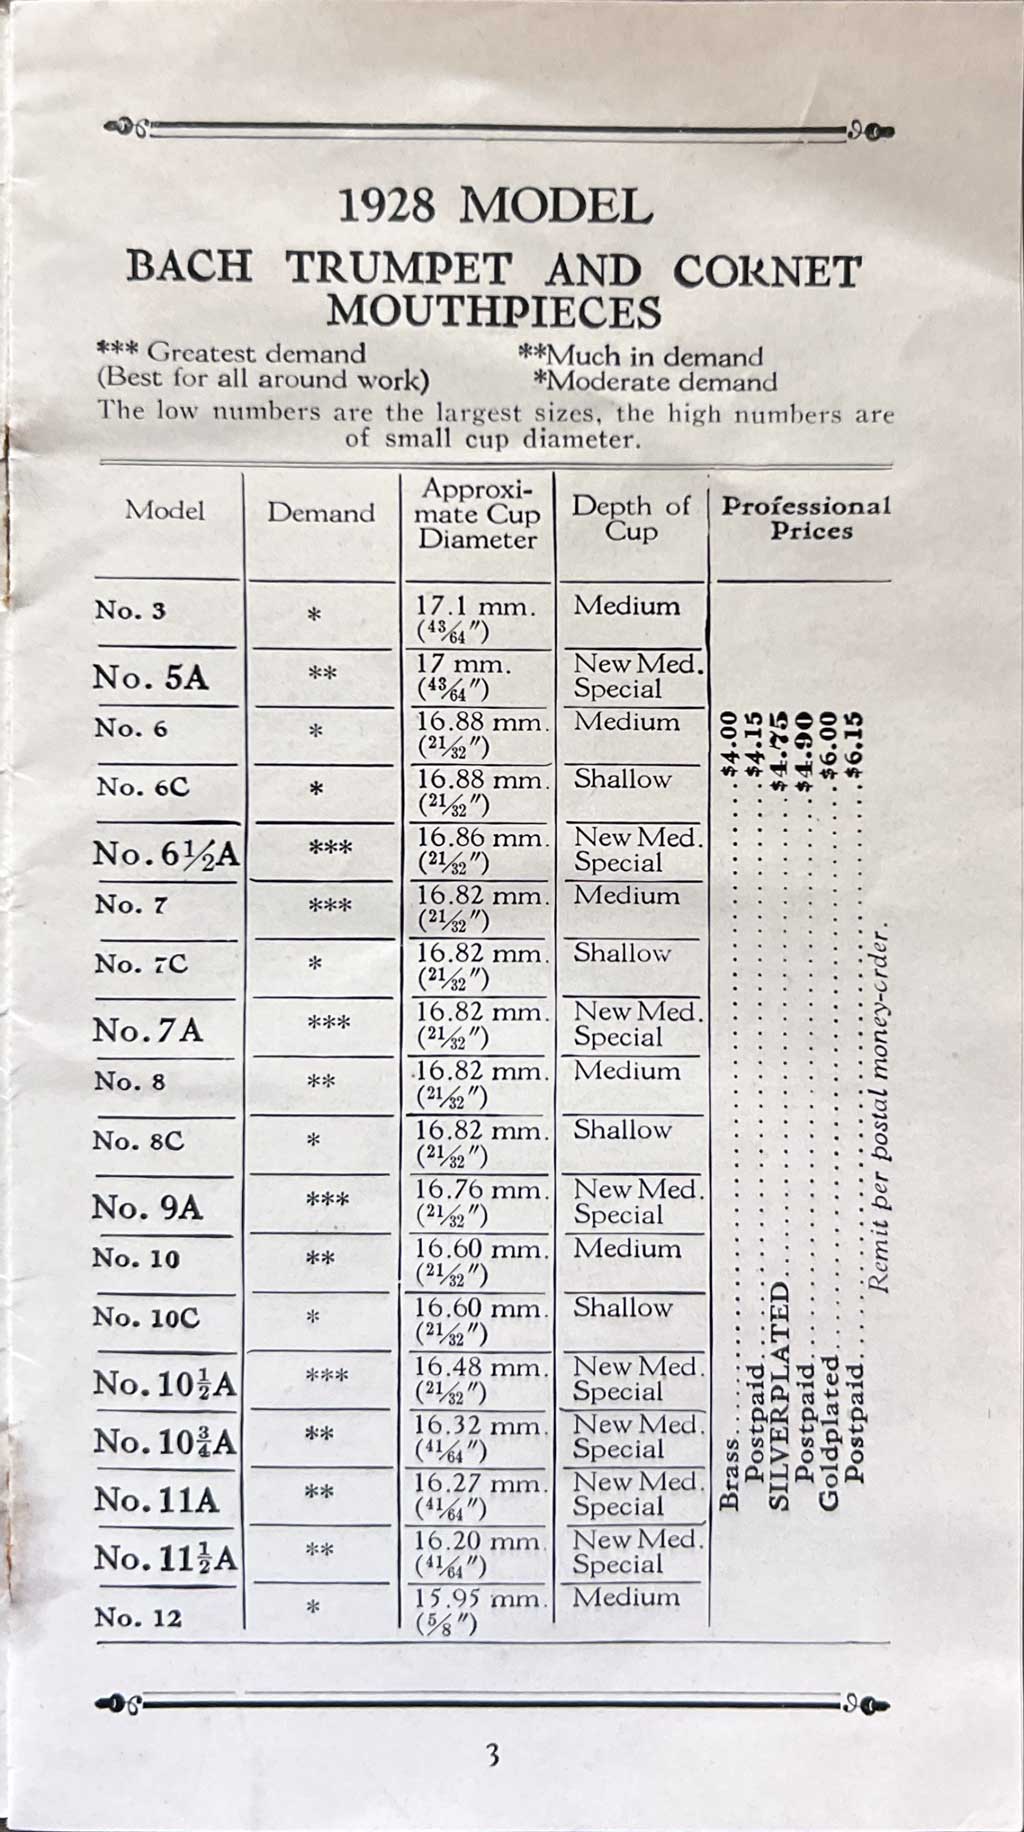 1928 MODEL
BACH TRUMPET AND CORNET
MOUTHPIECES
*** Greatest demand **Much in demand
(Best for all around work) *Moderate demand
The low numbers are the largest sizes, the high numbers are
of small cup diameter.
Model Demand Approxi-mate Cup Diameter Depth of Cup Professional Prices
No. 3 * 17.1 mm. (43/64") Medium
No. 5A ** 17 mm. (43/64") New Med. Special
No. 6 * 16.88 mm. (21/32") Medium
No. 6C * 16.88 mm. (21/32") Shallow
No. 6½A *** 16.86 mm. (21/32") New Med. Special
No. 7 *** 16.82 mm. (21/32") Medium
No. 7C * 16.82 mm. (21/32") Shallow
No. 7A *** 16.82 mm. (21/32") New Med. Special
No. 8 ** 16.82 mm. (21/32") Medium
No. 8C * 16.82 mm. (21/32") Shallow
No. 9A *** 16.76 mm. (21/32") New Med. Special
No. 10 ** 16.60 mm. (21/32") Medium
No. 10C * 16.60 mm. (21/32") Shallow
No. 10½A *** 16.48 mm. (21/32") New Med. Special
No. 10¾A ** 16.32 mm. (41/64") New Med. Special
No. 11A ** 16.27 mm. (41/64") New Med. Special
No. 11½A ** 16.20 mm. (41/64") New Med. Special
No. 12 * 15.95 mm. (5/8") Medium
Brass $4.00
Postpaid $4.15
SILVERPLATED $4.75
Postpaid $4.90
Goldplated $6.00
Postpaid $6.15
Remit per postal money-order.
3